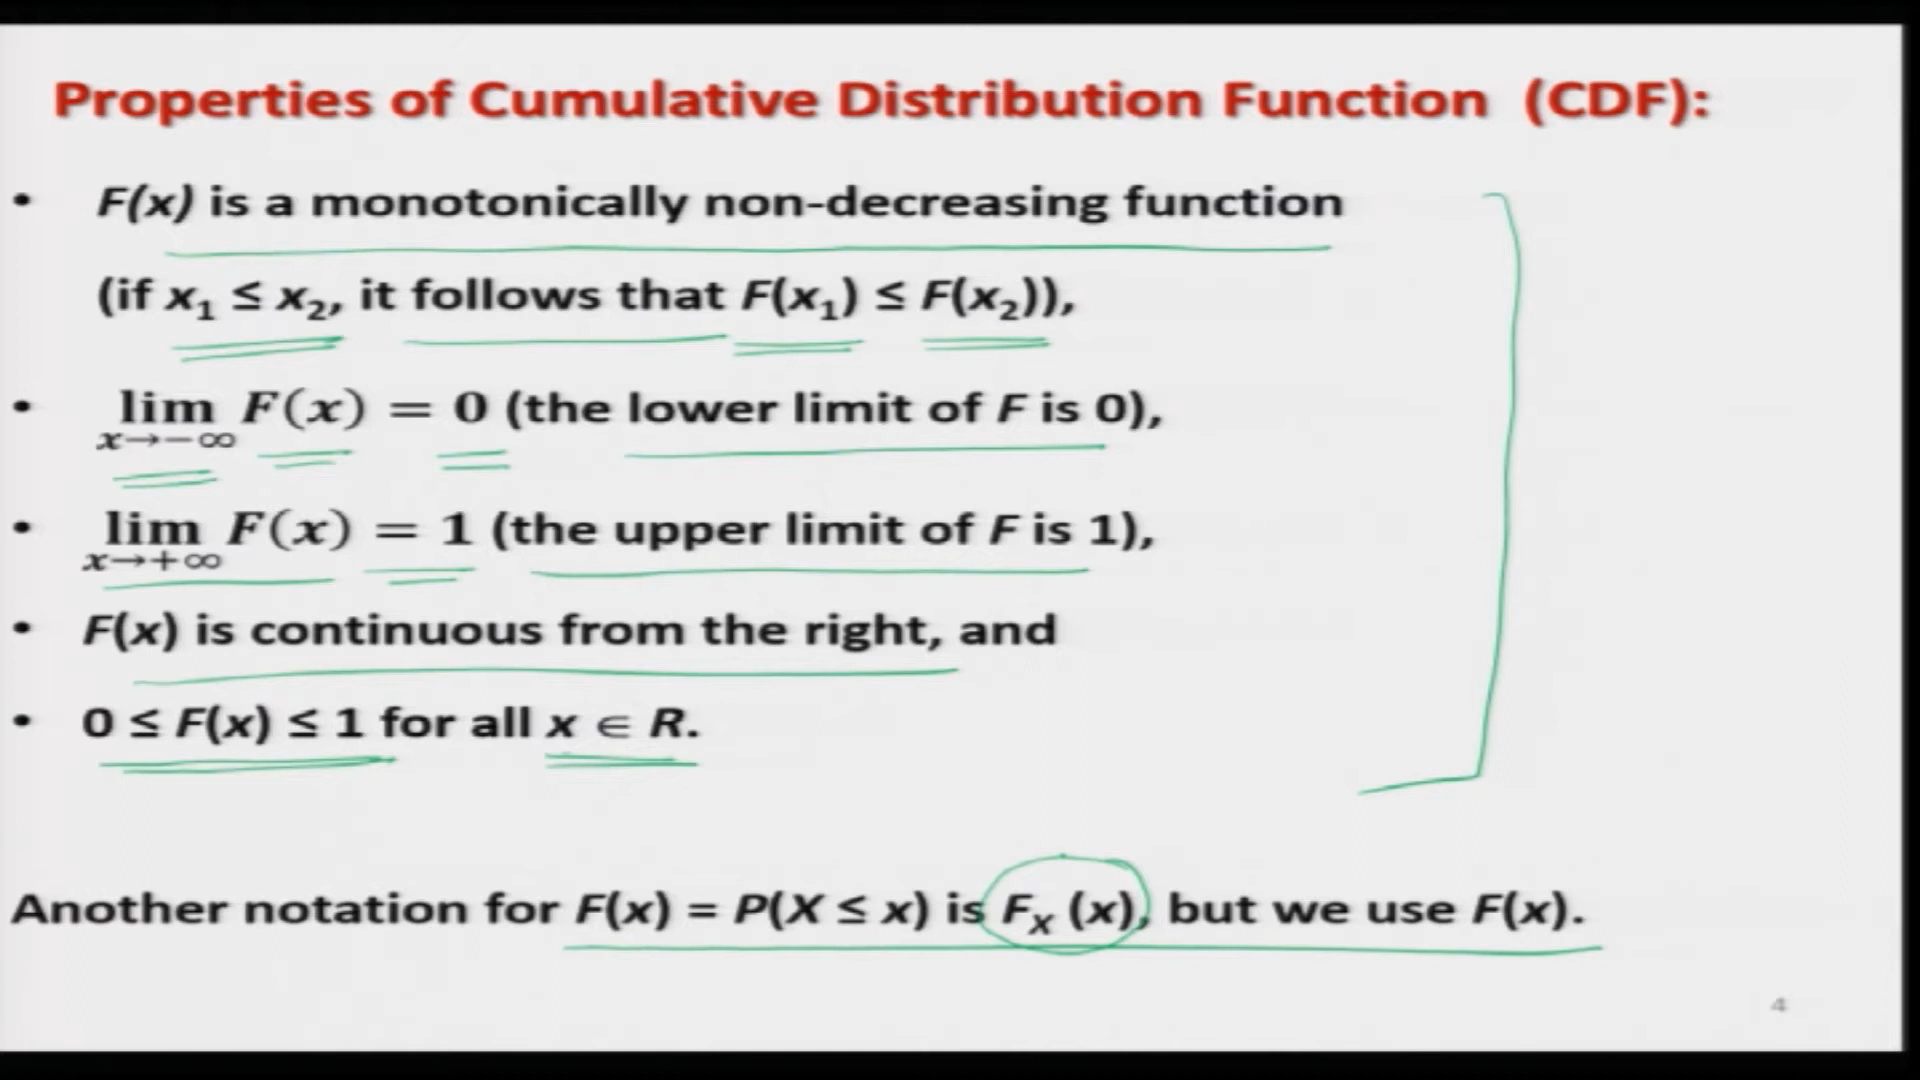 Properties of Cumulative Distribution Function (CDF):
• F(x) is a monotonically non-decreasing function
(if x₁ ≤ x₂, it follows that F(x₁) ≤ F(x₂)),
• lim x→−∞ F(x) = 0 (the lower limit of F is 0),
• lim x→+∞ F(x) = 1 (the upper limit of F is 1),
• F(x) is continuous from the right, and
• 0 ≤ F(x) ≤ 1 for all x ∈ R.
Another notation for F(x) = P(X ≤ x) is F_X (x), but we use F(x).
4